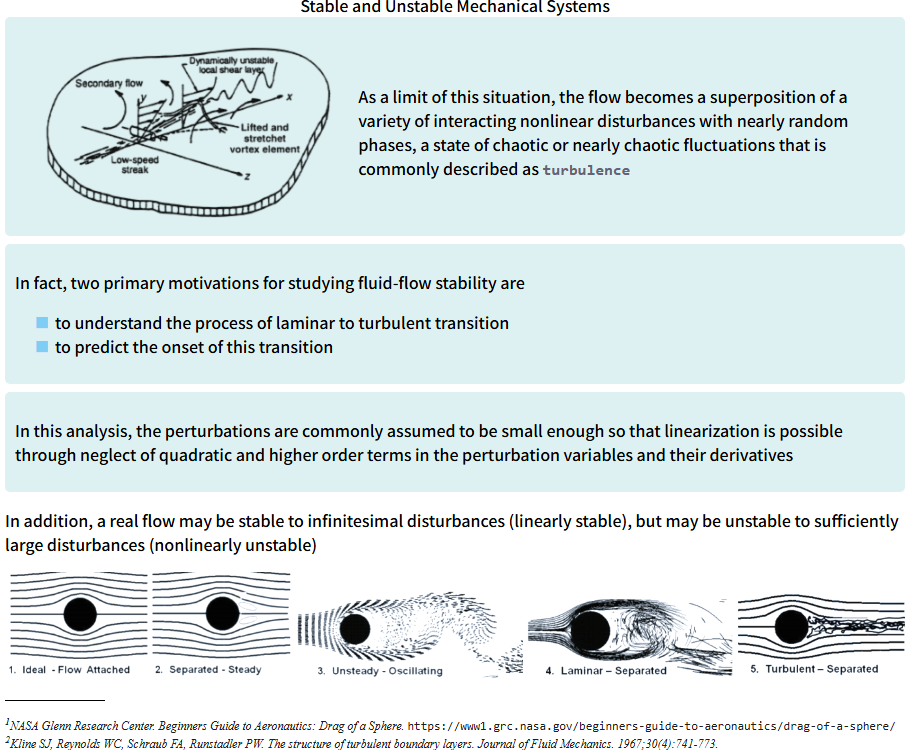 Stable and Unstable Mechanical Systems
Dynamically unstable
local shear layer
Secondary flow
y
x
Lifted and
stretchet
vortex element
Low-speed
streak
z
As a limit of this situation, the flow becomes a superposition of a
variety of interacting nonlinear disturbances with nearly random
phases, a state of chaotic or nearly chaotic fluctuations that is
commonly described as turbulence
In fact, two primary motivations for studying fluid-flow stability are
to understand the process of laminar to turbulent transition
to predict the onset of this transition
In this analysis, the perturbations are commonly assumed to be small enough so that linearization is possible
through neglect of quadratic and higher order terms in the perturbation variables and their derivatives
In addition, a real flow may be stable to infinitesimal disturbances (linearly stable), but may be unstable to sufficiently
large disturbances (nonlinearly unstable)
1. Ideal - Flow Attached
2. Separated - Steady
3. Unsteady - Oscillating
4. Laminar – Separated
5. Turbulent – Separated
1NASA Glenn Research Center. Beginners Guide to Aeronautics: Drag of a Sphere. https://www1.grc.nasa.gov/beginners-guide-to-aeronautics/drag-of-a-sphere/
2Kline SJ, Reynolds WC, Schraub FA, Runstadler PW. The structure of turbulent boundary layers. Journal of Fluid Mechanics. 1967;30(4):741-773.